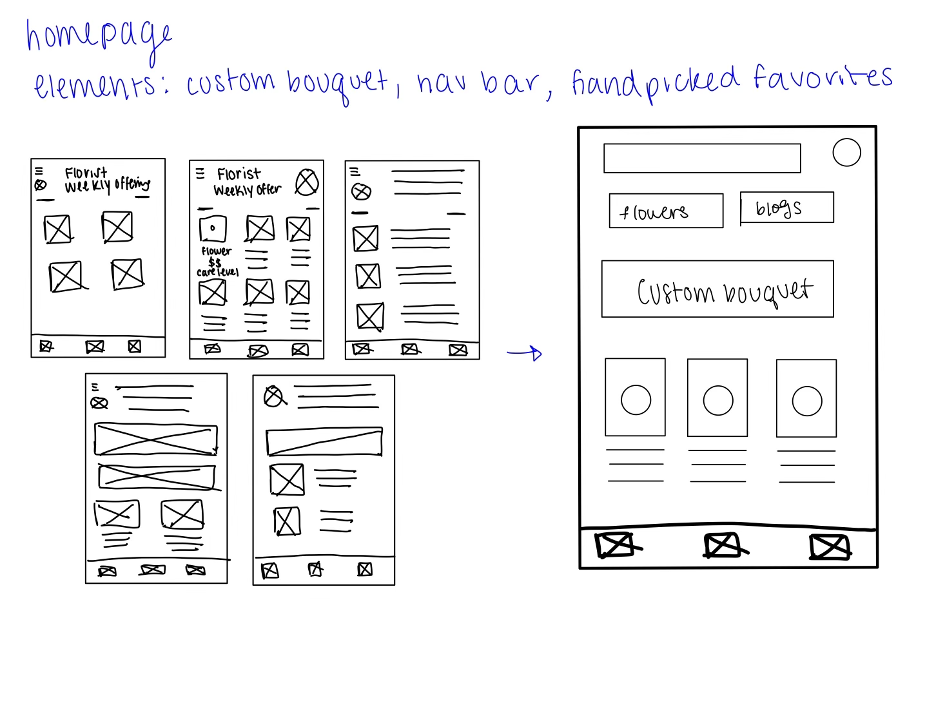 homepage
elements: custom bouquet, nav bar, handpicked favorites
Florist
Weekly offering
Florist
Weekly offer
flower
$$
care level
flowers
blogs
Custom bouquet